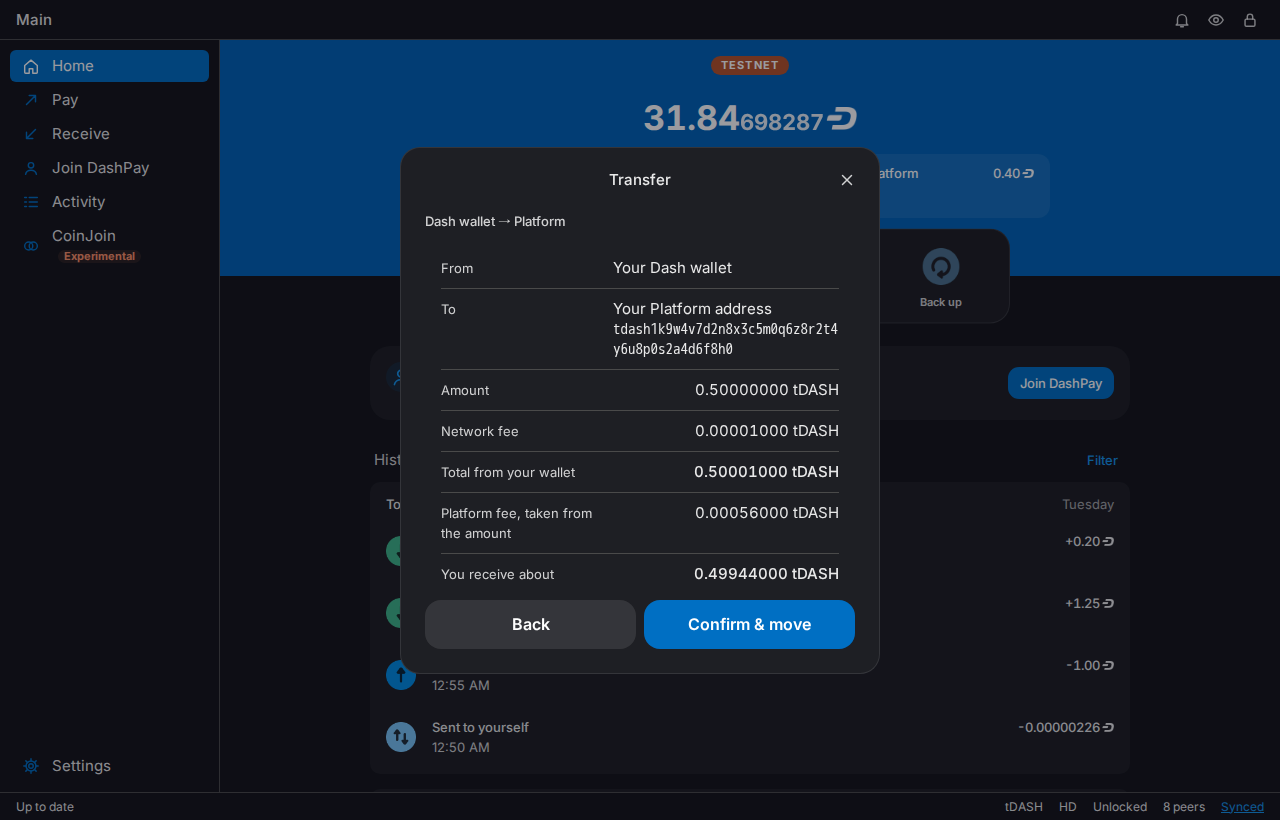 Main
Home
Pay
Receive
Join DashPay
Activity
CoinJoin
Experimental
Settings
TESTNET
31.84698287
0.40
Back up
Join DashPay
Filter
Tuesday
+0.20
+1.25
-1.00
12:55 AM
Sent to yourself
-0.00000226
12:50 AM
Transfer
Dash wallet → Platform
From Your Dash wallet
To Your Platform address
tdash1k9w4v7d2n8x3c5m0q6z8r2t4
y6u8p0s2a4d6f8h0
Amount 0.50000000 tDASH
Network fee 0.00001000 tDASH
Total from your wallet 0.50001000 tDASH
Platform fee, taken from 0.00056000 tDASH
the amount
You receive about 0.49944000 tDASH
Back Confirm & move
Up to date tDASH HD Unlocked 8 peers Synced